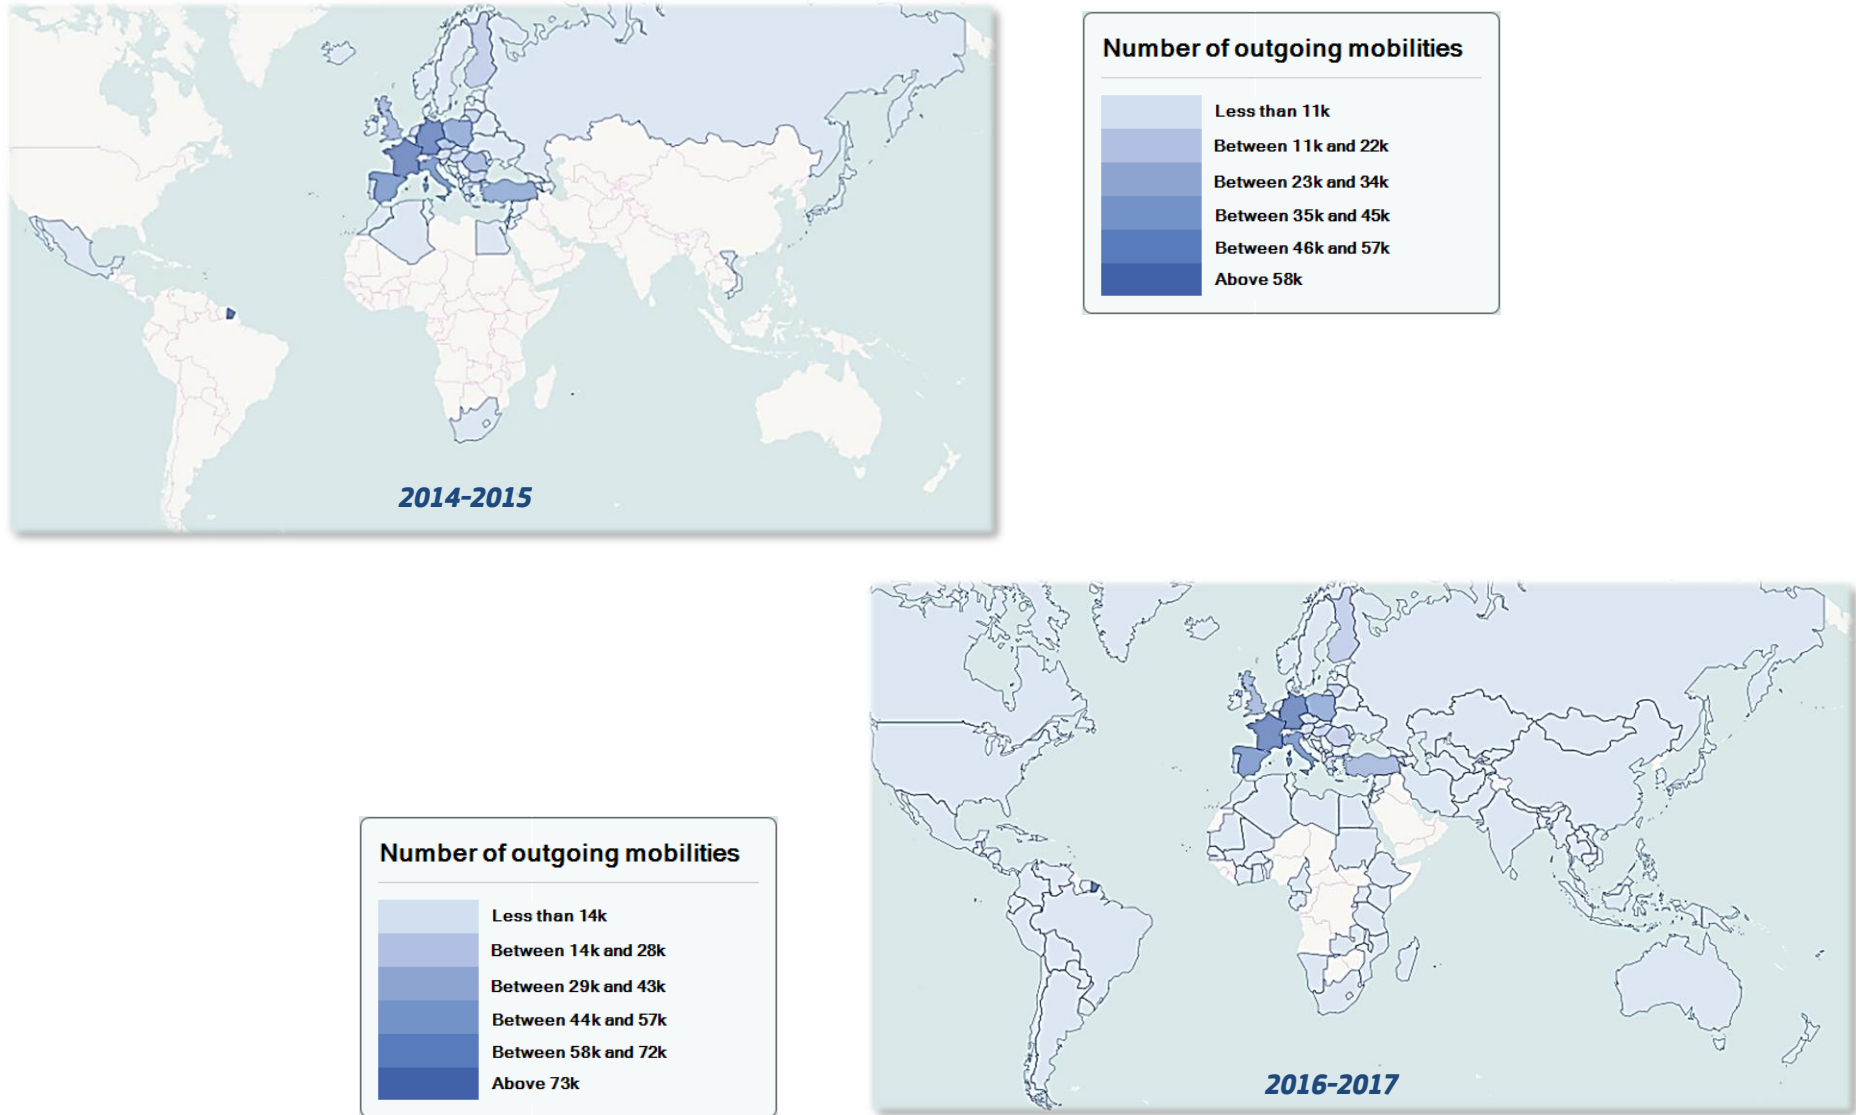 Number of outgoing mobilities
Less than 11k
Between 11k and 22k
Between 23k and 34k
Between 35k and 45k
Between 46k and 57k
Above 58k
2014-2015
Number of outgoing mobilities
Less than 14k
Between 14k and 28k
Between 29k and 43k
Between 44k and 57k
Between 58k and 72k
Above 73k
2016-2017